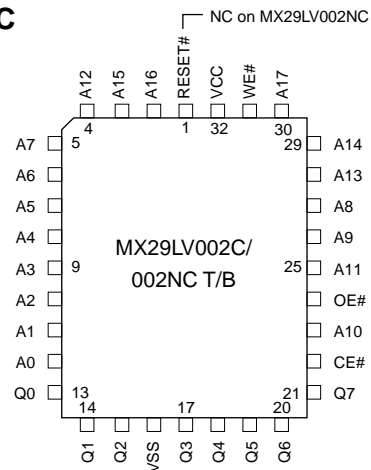 C
NC on MX29LV002NC
A12
A15
A16
RESET#
VCC
WE#
A17
4
1
32
30
A7
5
29
A14
A6
A13
A5
A8
A4
A9
A3
9
MX29LV002C/
002NC T/B
25
A11
A2
OE#
A1
A10
A0
CE#
Q0
13
21
Q7
14
17
20
Q1
Q2
VSS
Q3
Q4
Q5
Q6